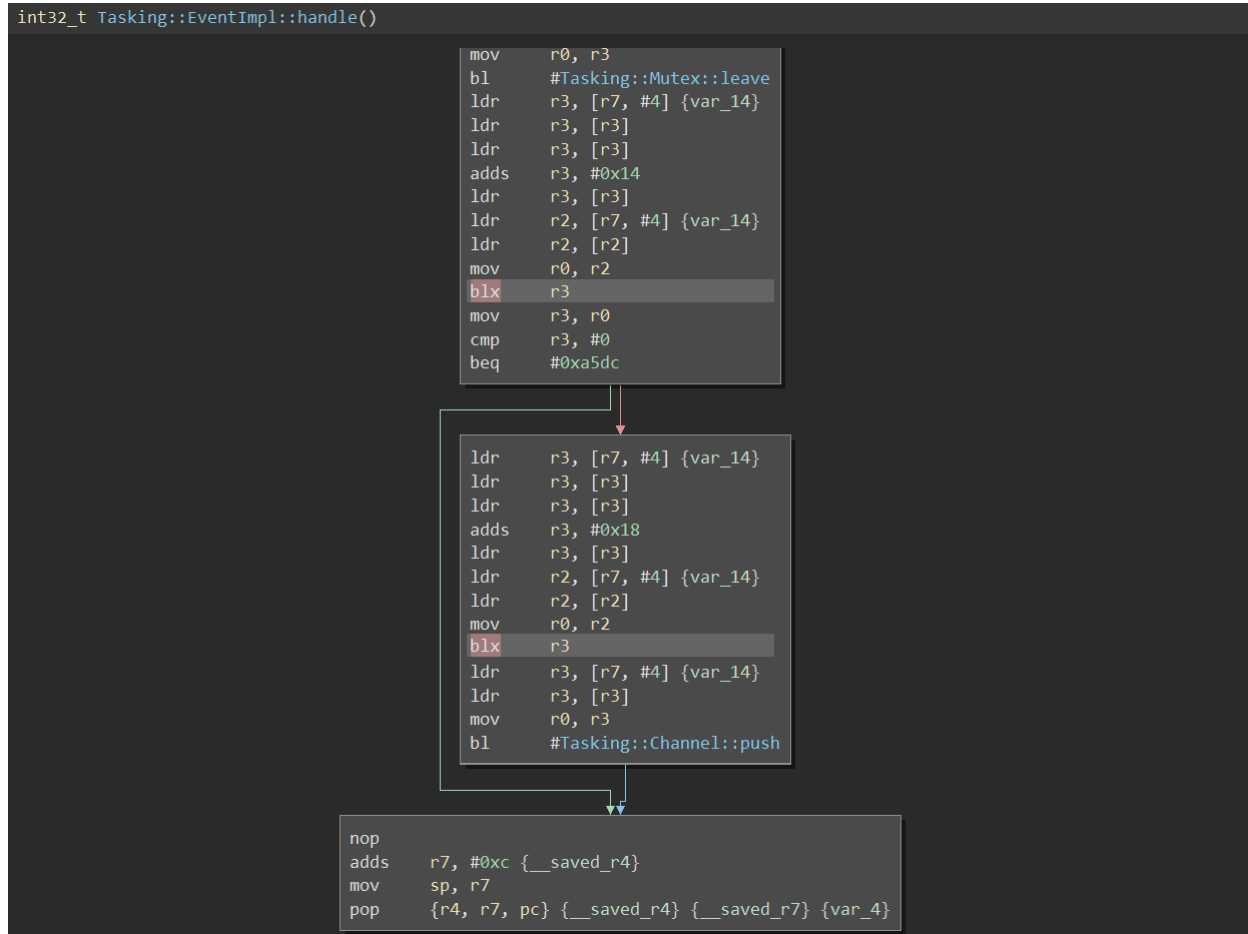 int32_t Tasking::EventImpl::handle()
mov r0, r3
bl #Tasking::Mutex::leave
ldr r3, [r7, #4] {var_14}
ldr r3, [r3]
ldr r3, [r3]
adds r3, #0x14
ldr r3, [r3]
ldr r2, [r7, #4] {var_14}
ldr r2, [r2]
mov r0, r2
blx r3
mov r3, r0
cmp r3, #0
beq #0xa5dc
ldr r3, [r7, #4] {var_14}
ldr r3, [r3]
ldr r3, [r3]
adds r3, #0x18
ldr r3, [r3]
ldr r2, [r7, #4] {var_14}
ldr r2, [r2]
mov r0, r2
blx r3
ldr r3, [r7, #4] {var_14}
ldr r3, [r3]
mov r0, r3
bl #Tasking::Channel::push
nop
adds r7, #0xc {__saved_r4}
mov sp, r7
pop {r4, r7, pc} {__saved_r4} {__saved_r7} {var_4}